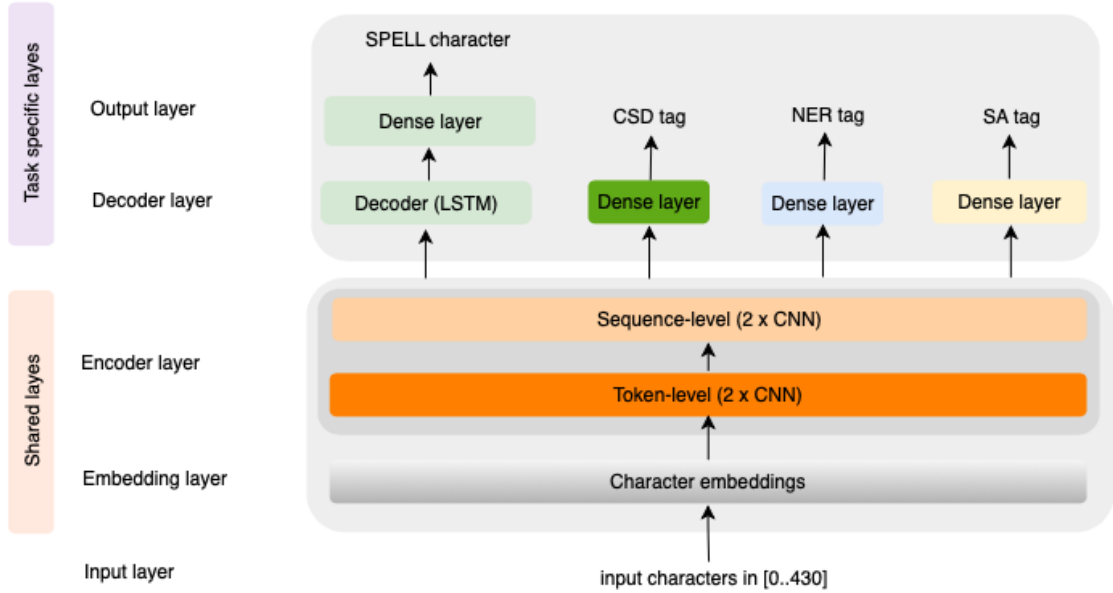 Task specific layes
SPELL character
Output layer
Dense layer
CSD tag
NER tag
SA tag
Decoder layer
Decoder (LSTM)
Dense layer
Dense layer
Dense layer
Shared layes
Sequence-level (2 x CNN)
Encoder layer
Token-level (2 x CNN)
Embedding layer
Character embeddings
Input layer
input characters in [0..430]